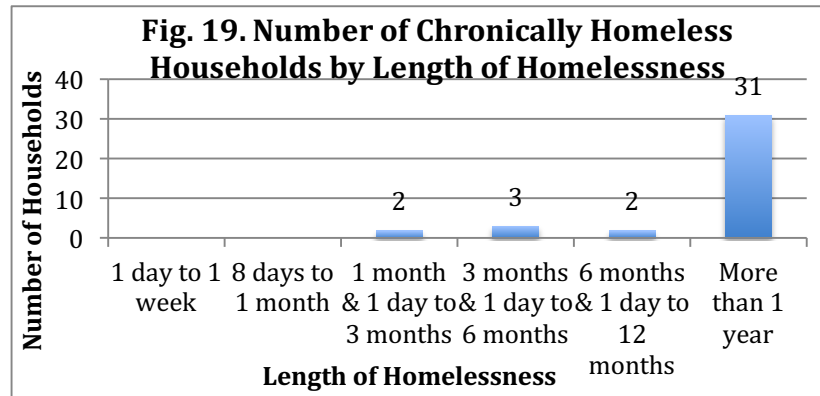 Fig. 19. Number of Chronically Homeless
Households by Length of Homelessness
Number of Households
40
30
20
10
0
2
3
2
31
1 day to 1
week
8 days to
1 month
1 month
& 1 day to
3 months
3 months
& 1 day to
6 months
6 months
& 1 day to
12
months
More
than 1
year
Length of Homelessness